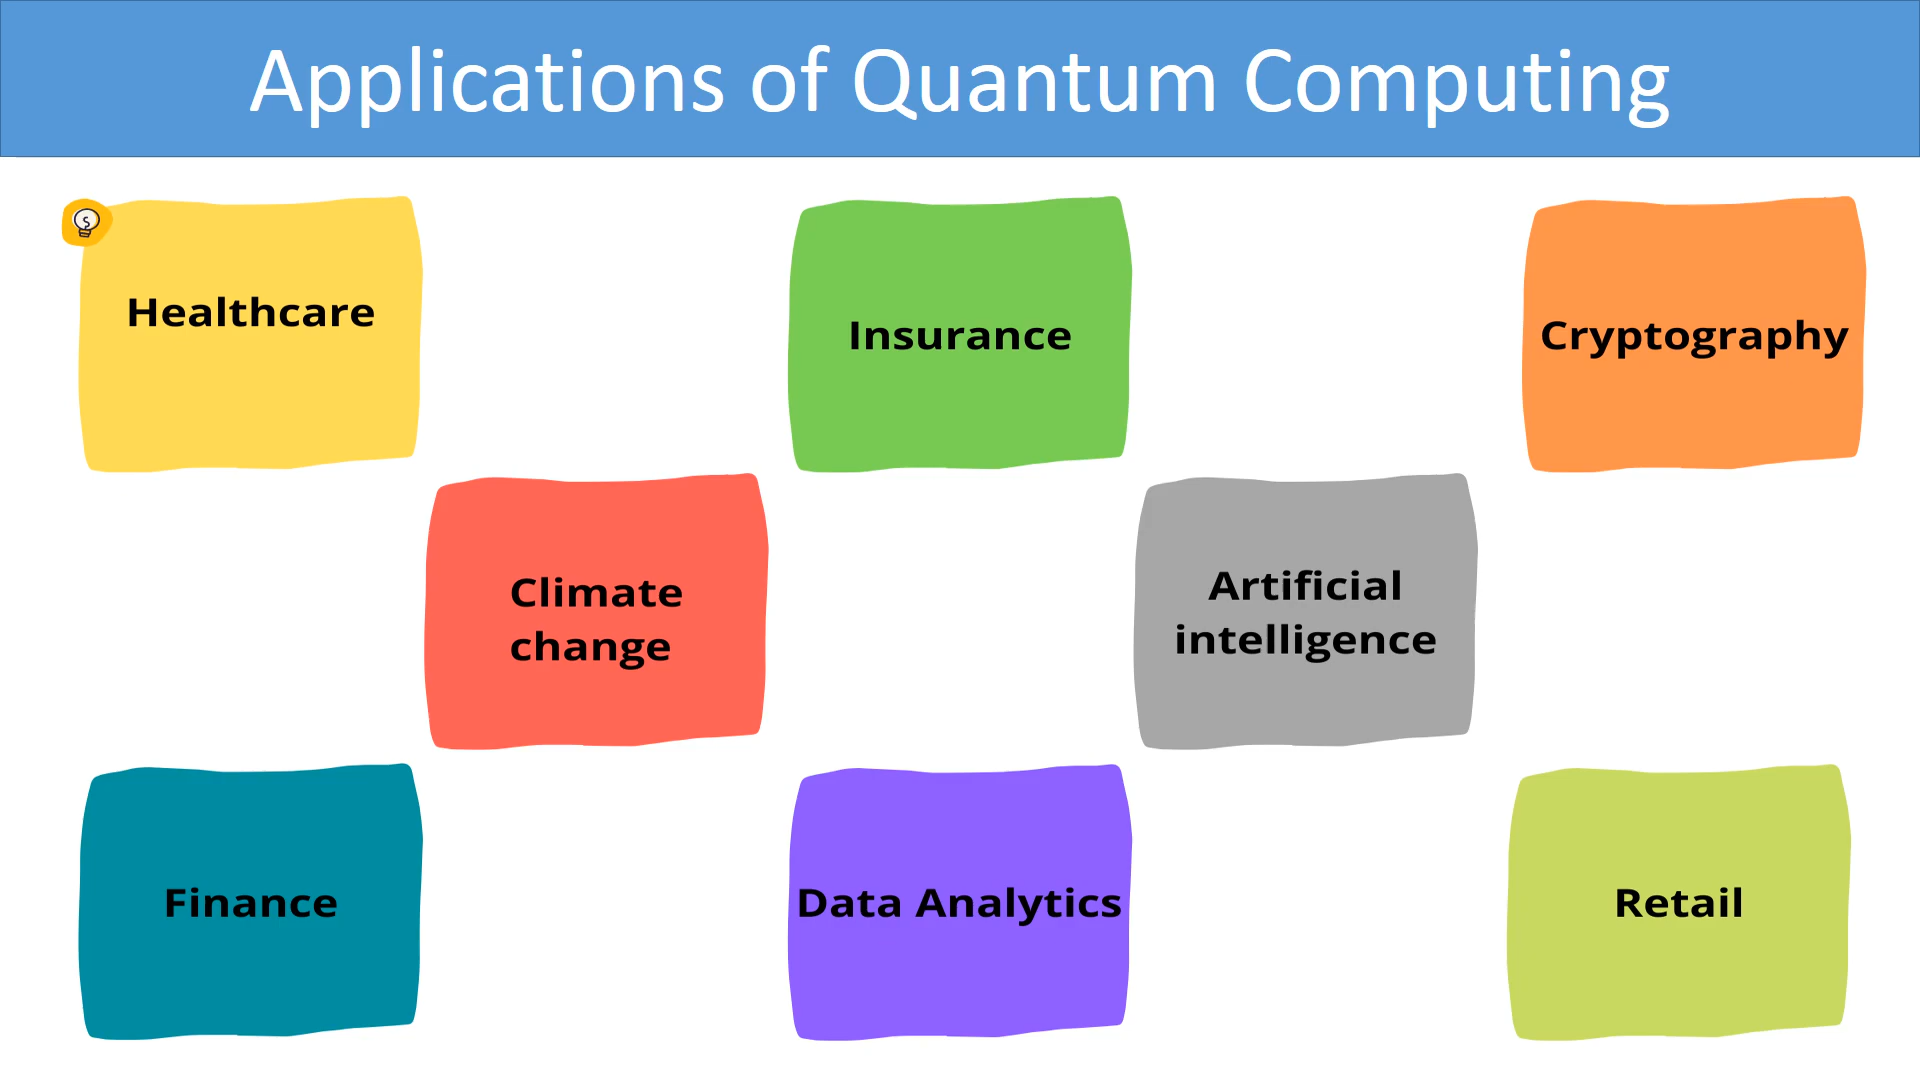 Applications of Quantum Computing
Healthcare
Insurance
Cryptography
Climate
change
Artificial
intelligence
Finance
Data Analytics
Retail